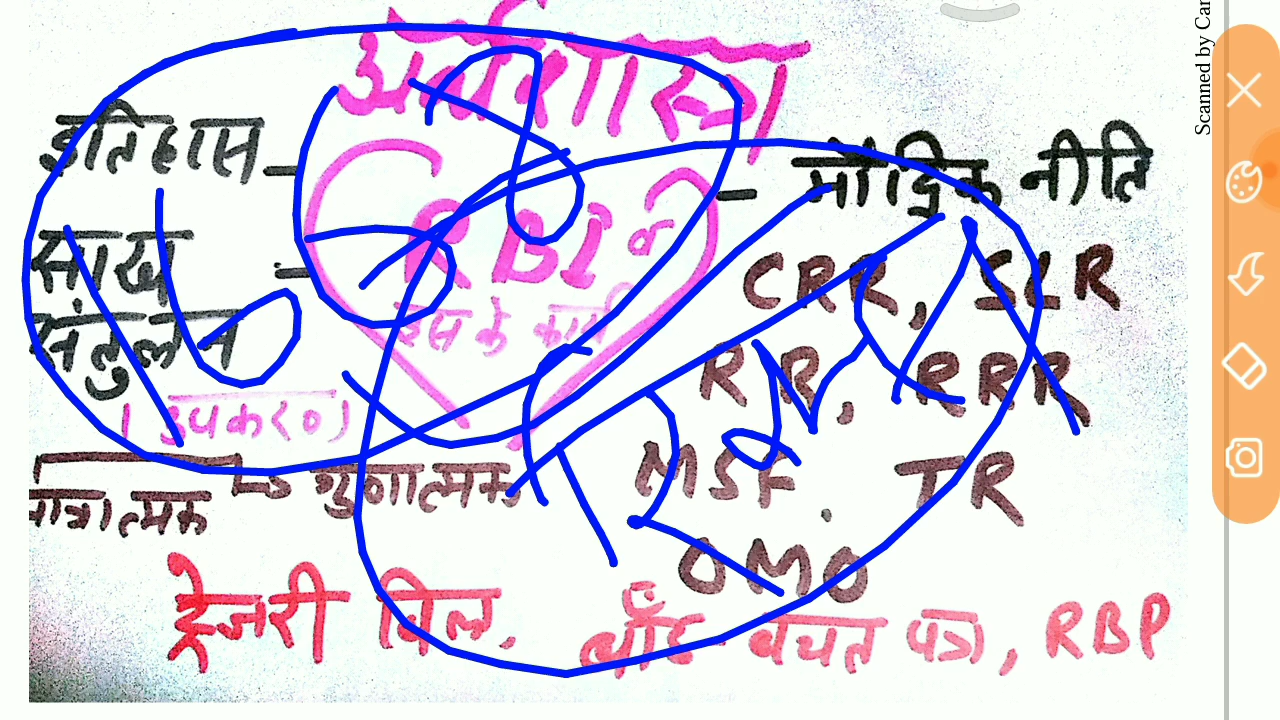 अर्थशास्त्र
इतिहास -
RBI व
- मौद्रिक नीति
साख -
संतुलन
इस के कार्य
CRR, SLR
RR, RRR
( उपकरण )
मात्रात्मक
गुणात्मक
MSF. TR
OMO
ट्रेजरी बिल,
बॉंड बचत पत्र, RBP
Scanned by Car